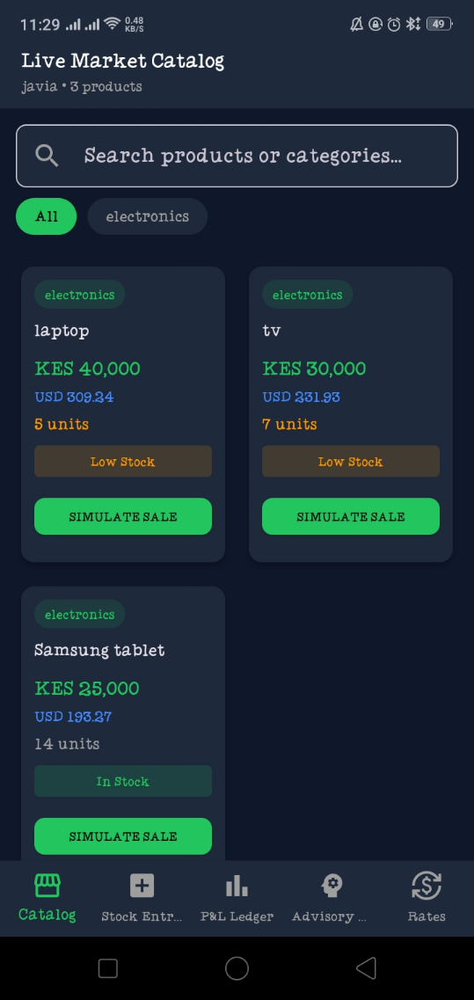 11:29
0.48
KB/S
49
Live Market Catalog
javia • 3 products
Search products or categories...
All
electronics
electronics
laptop
KES 40,000
USD 309.24
5 units
Low Stock
SIMULATE SALE
electronics
tv
KES 30,000
USD 231.93
7 units
Low Stock
SIMULATE SALE
electronics
Samsung tablet
KES 25,000
USD 193.27
14 units
In Stock
SIMULATE SALE
Catalog
Stock Entr...
P&L Ledger
Advisory ...
Rates